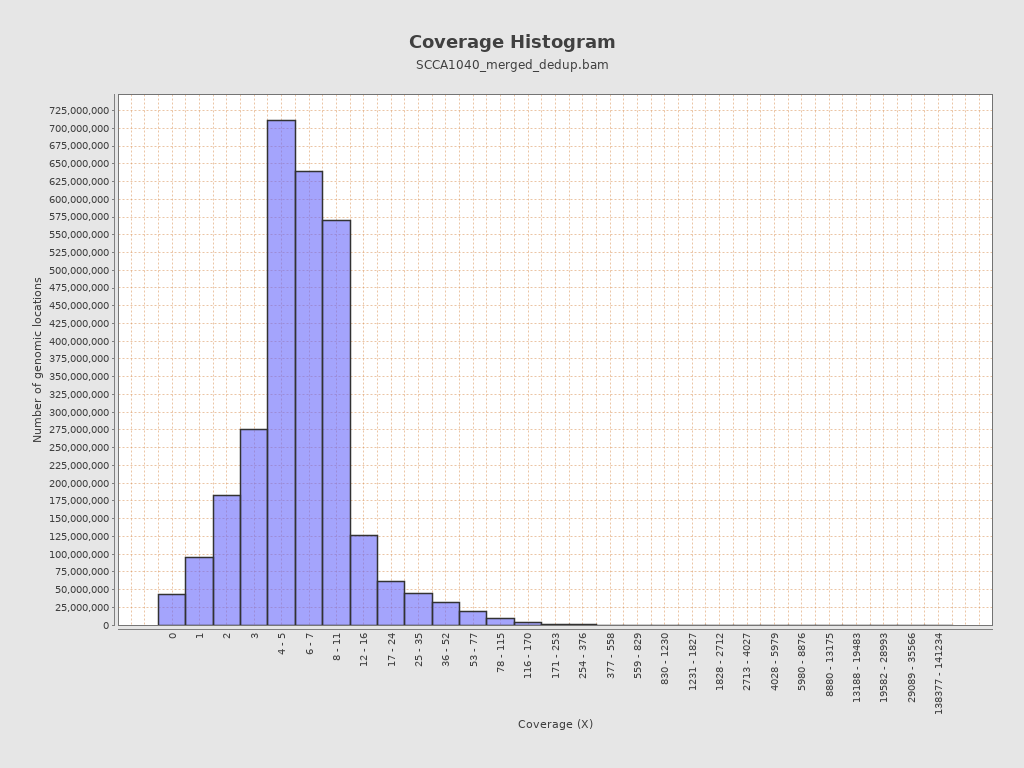 Coverage Histogram
SCCA1040_merged_dedup.bam
725,000,000
700,000,000
675,000,000
650,000,000
625,000,000
600,000,000
575,000,000
550,000,000
525,000,000
500,000,000
475,000,000
450,000,000
425,000,000
400,000,000
375,000,000
350,000,000
325,000,000
300,000,000
275,000,000
250,000,000
225,000,000
200,000,000
175,000,000
150,000,000
125,000,000
100,000,000
75,000,000
50,000,000
25,000,000
0
Number of genomic locations
0
1
2
3
4 - 5
6 - 7
8 - 11
12 - 16
17 - 24
25 - 35
36 - 52
53 - 77
78 - 115
116 - 170
171 - 253
254 - 376
377 - 558
559 - 829
830 - 1230
1231 - 1827
1828 - 2712
2713 - 4027
4028 - 5979
5980 - 8876
8880 - 13175
13188 - 19483
19582 - 28993
29089 - 35566
138377 - 141234
Coverage (X)